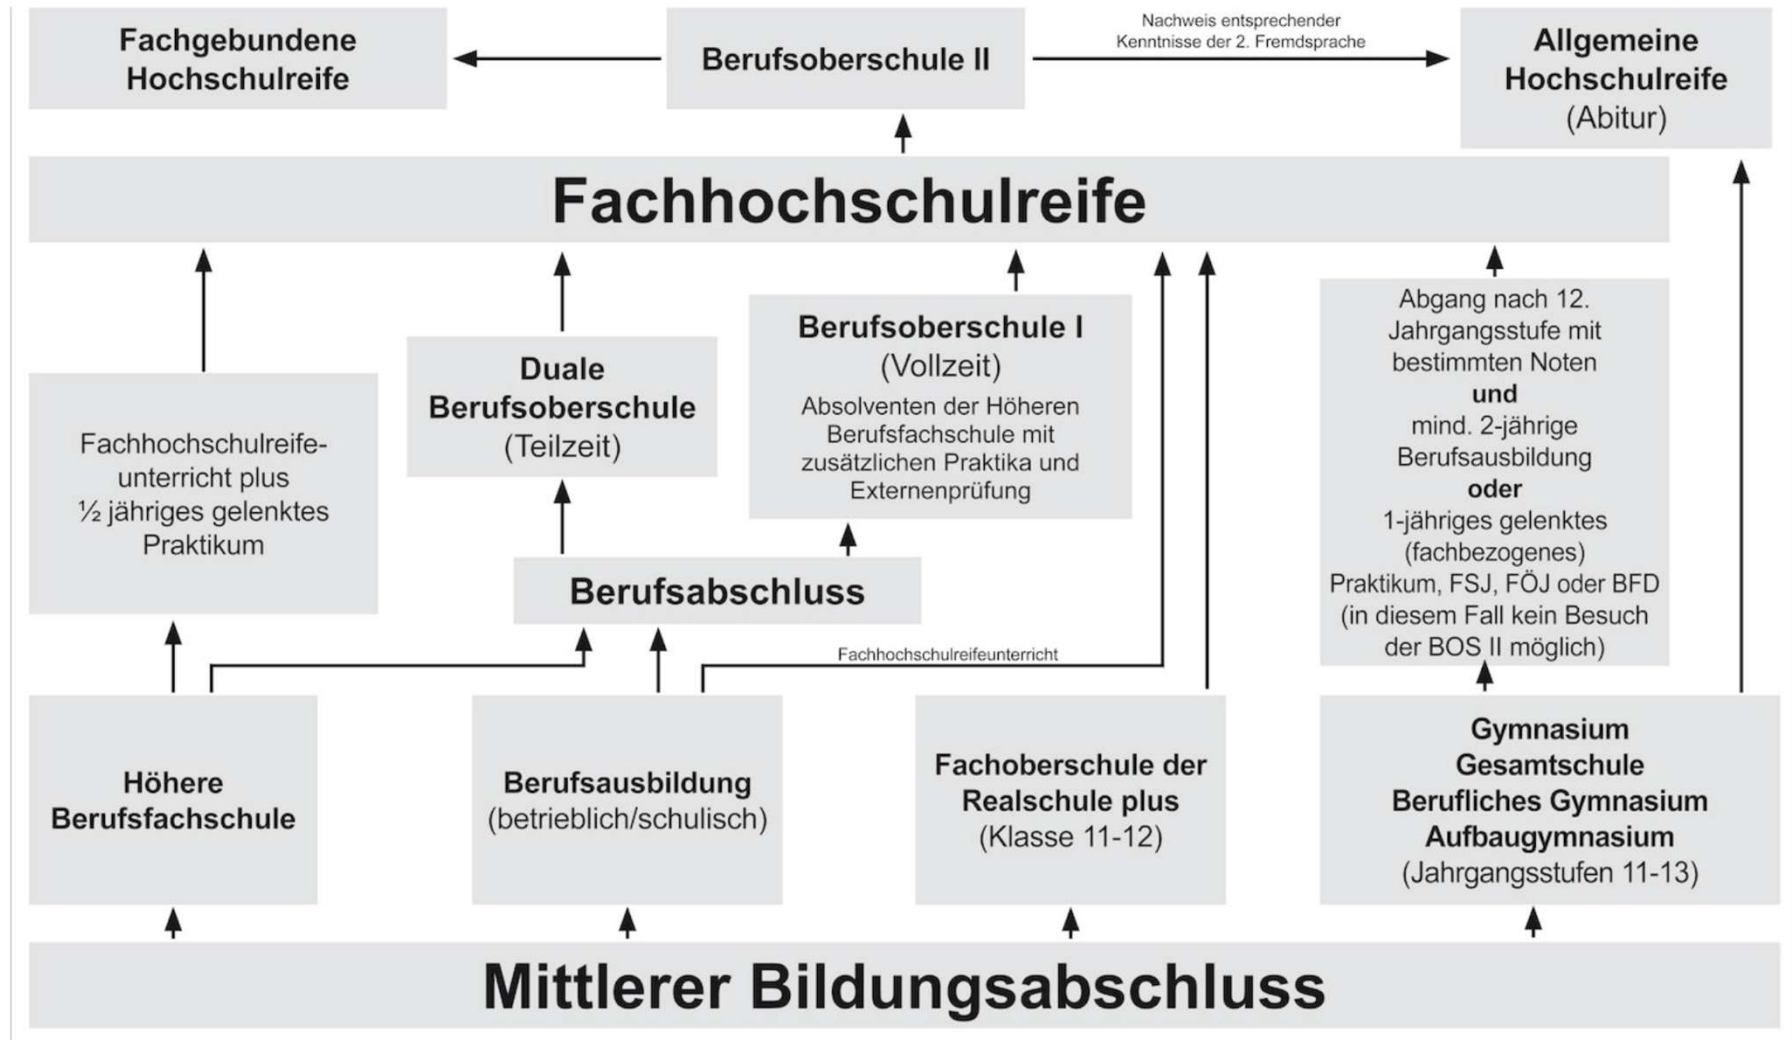 Fachgebundene
Hochschulreife
Berufsoberschule II
Nachweis entsprechender
Kenntnisse der 2. Fremdsprache
Allgemeine
Hochschulreife
(Abitur)
Fachhochschulreife
Fachhochschulreife-
unterricht plus
½ jähriges gelenktes
Praktikum
Duale
Berufsoberschule
(Teilzeit)
Berufsoberschule I
(Vollzeit)
Absolventen der Höheren
Berufsfachschule mit
zusätzlichen Praktika und
Externenprüfung
Abgang nach 12.
Jahrgangsstufe mit
bestimmten Noten
und
mind. 2-jährige
Berufsausbildung
oder
1-jähriges gelenktes
(fachbezogenes)
Praktikum, FSJ, FÖJ oder BFD
(in diesem Fall kein Besuch
der BOS II möglich)
Berufsabschluss
Fachhochschulreifeunterricht
Höhere
Berufsfachschule
Berufsausbildung
(betrieblich/schulisch)
Fachoberschule der
Realschule plus
(Klasse 11-12)
Gymnasium
Gesamtschule
Berufliches Gymnasium
Aufbaugymnasium
(Jahrgangsstufen 11-13)
Mittlerer Bildungsabschluss